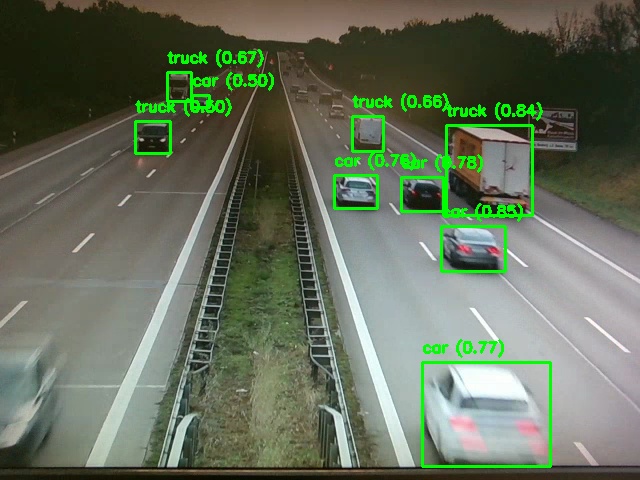 truck (0.67)
car (0.50)
truck (0.60)
truck (0.66)
truck (0.84)
car (0.76)
car (0.78)
car (0.85)
car (0.77)